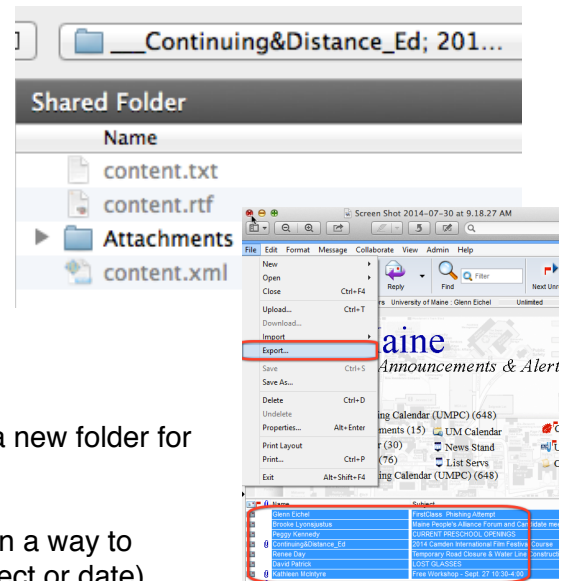 ___Continuing&Distance_Ed; 201...
Shared Folder
Name
content.txt
content.rtf
Attachments
content.xml
Screen Shot 2014-07-30 at 9.18.27 AM
File Edit Format Message Collaborate View Admin Help
New
Open
Close Ctrl+F4
Upload... Ctrl+T
Download...
Import
Export...
Save Ctrl+S
Save As...
Delete Ctrl+D
Undelete
Properties... Alt+Enter
Print Layout
Print... Ctrl+P
Exit Alt+Shift+F4
Reply Find Filter Next Unr
rs University of Maine : Glenn Eichel Unlimited
aine
Announcements & Alert
ing Calendar (UMPC) (648)
ments (15) UM Calendar
r (30) News Stand
(76) List Servs
ing Calendar (UMPC) (648)
Name Subject
Glenn Eichel FirstClass Phishing Attempt
Brooke Lyonsjustus Maine People's Alliance Forum and Candidate mee
Peggy Kennedy CURRENT PRESCHOOL OPENINGS
Continuing&Distance_Ed 2014 Camden International Film Festival Course
Renee Day Temporary Road Closure & Water Line Construct
David Patrick LOST GLASSES
Kathleen McIntyre Free Workshop - Sept. 27 10:30-4:00
a new folder for
n a way to
ect or date)